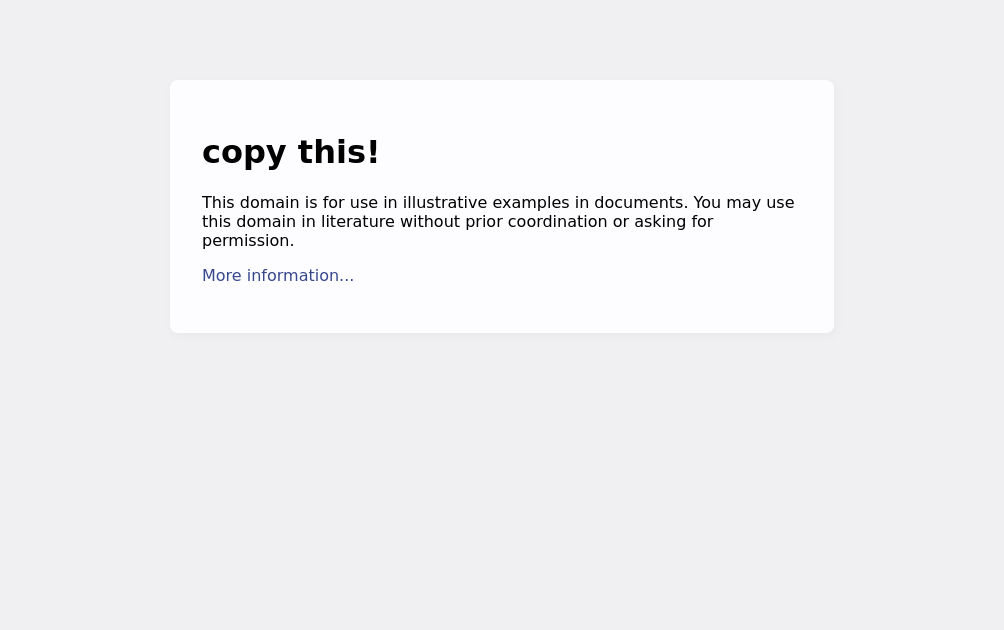 copy this!
This domain is for use in illustrative examples in documents. You may use
this domain in literature without prior coordination or asking for
permission.
More information...